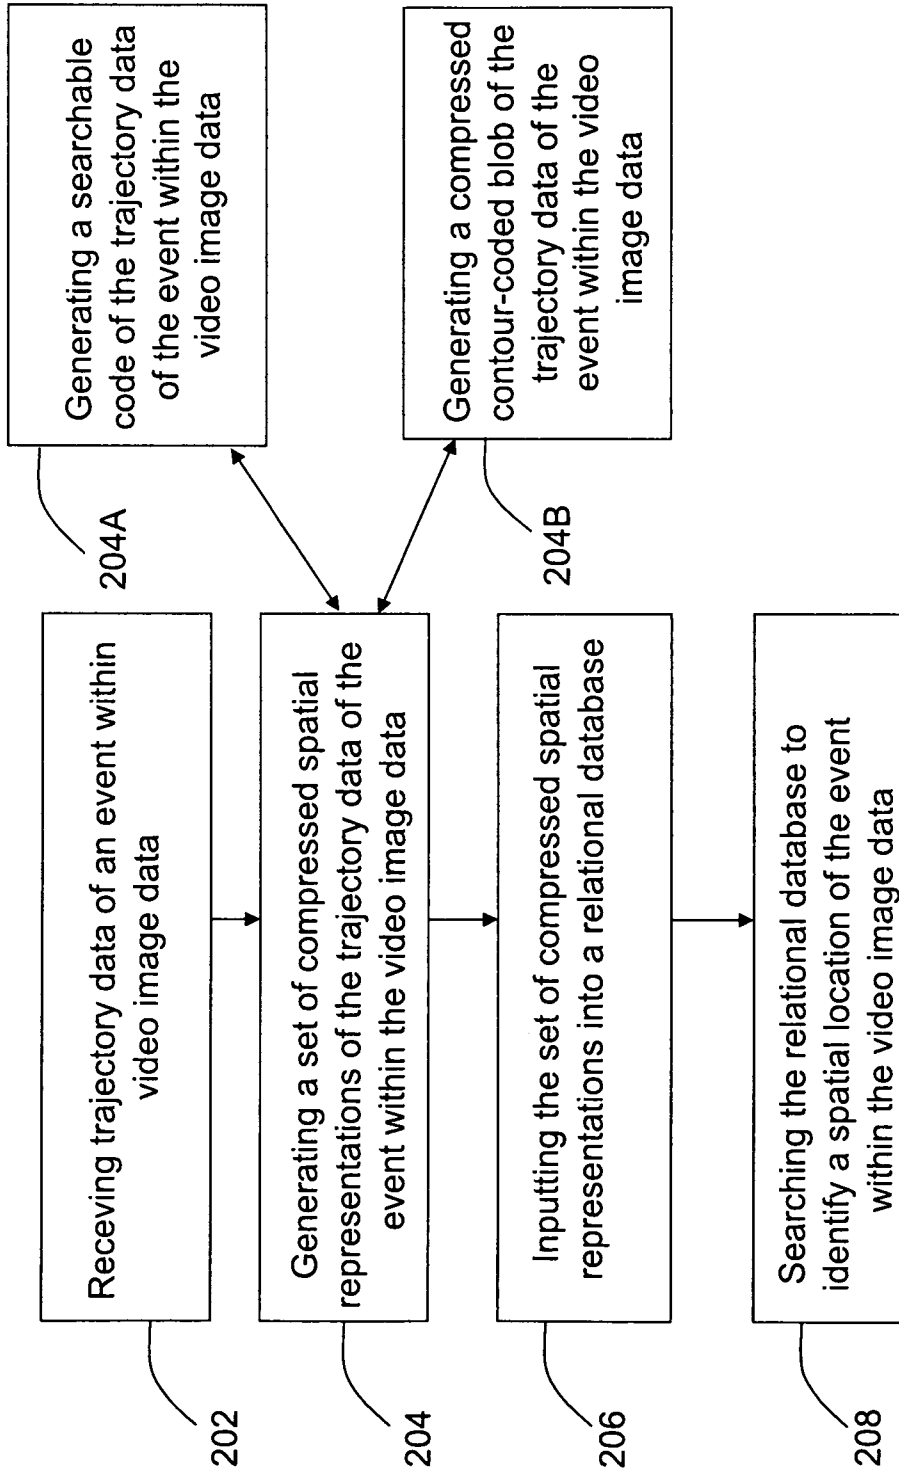 202
Receving trajectory data of an event within
video image data
204
Generating a set of compressed spatial
representations of the trajectory data of the
event within the video image data
204A
Generating a searchable
code of the trajectory data
of the event within the
video image data
204B
Generating a compressed
contour-coded blob of the
trajectory data of the
event within the video
image data
206
Inputting the set of compressed spatial
representations into a relational database
208
Searching the relational database to
identify a spatial location of the event
within the video image data